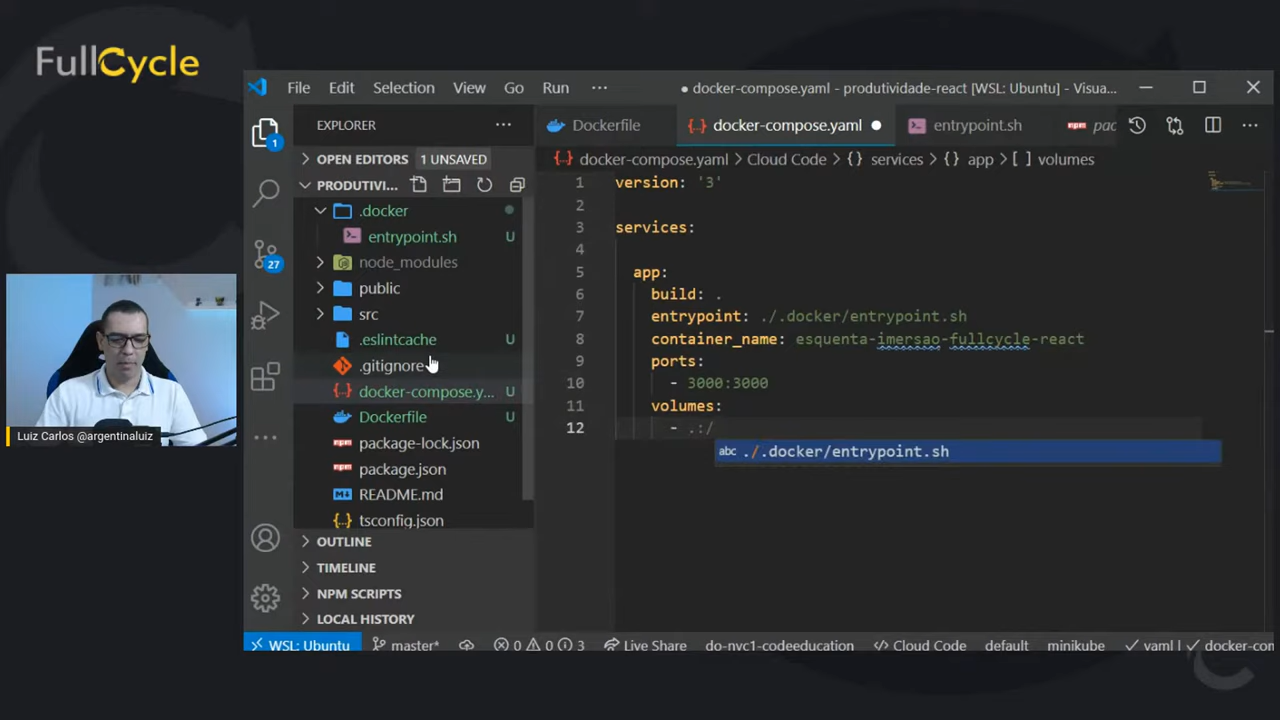 FullCycle
File Edit Selection View Go Run ···
● docker-compose.yaml - produtividade-react [WSL: Ubuntu] - Visua...
EXPLORER ···
Dockerfile
docker-compose.yaml
entrypoint.sh
pac
1
OPEN EDITORS 1 UNSAVED
docker-compose.yaml > Cloud Code > {} services > {} app > [ ] volumes
PRODUTIVI...
.docker
entrypoint.sh U
node_modules
public
src
.eslintcache U
.gitignore
docker-compose.y... U
Dockerfile U
package-lock.json
package.json
README.md
tsconfig.json
OUTLINE
TIMELINE
NPM SCRIPTS
LOCAL HISTORY
27
1 version: '3'
2
3 services:
4
5 app:
6 build: .
7 entrypoint: ./.docker/entrypoint.sh
8 container_name: esquenta-imersao-fullcycle-react
9 ports:
10 - 3000:3000
11 volumes:
12 - .:/
abc ./.docker/entrypoint.sh
Luiz Carlos @argentinaluiz
WSL: Ubuntu master* 0 0 3 Live Share do-nyc1-codeeducation Cloud Code default minikube ✓ yaml | ✓ docker-com